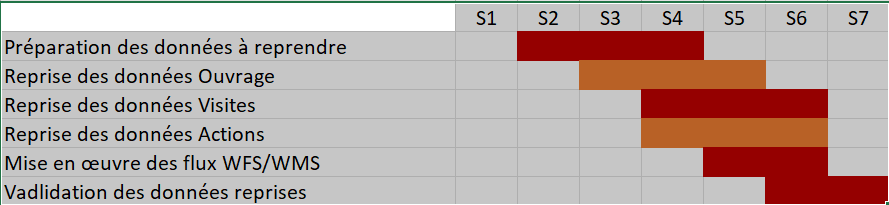 S1 S2 S3 S4 S5 S6 S7
Préparation des données à reprendre
Reprise des données Ouvrage
Reprise des données Visites
Reprise des données Actions
Mise en œuvre des flux WFS/WMS
Vadlidation des données reprises